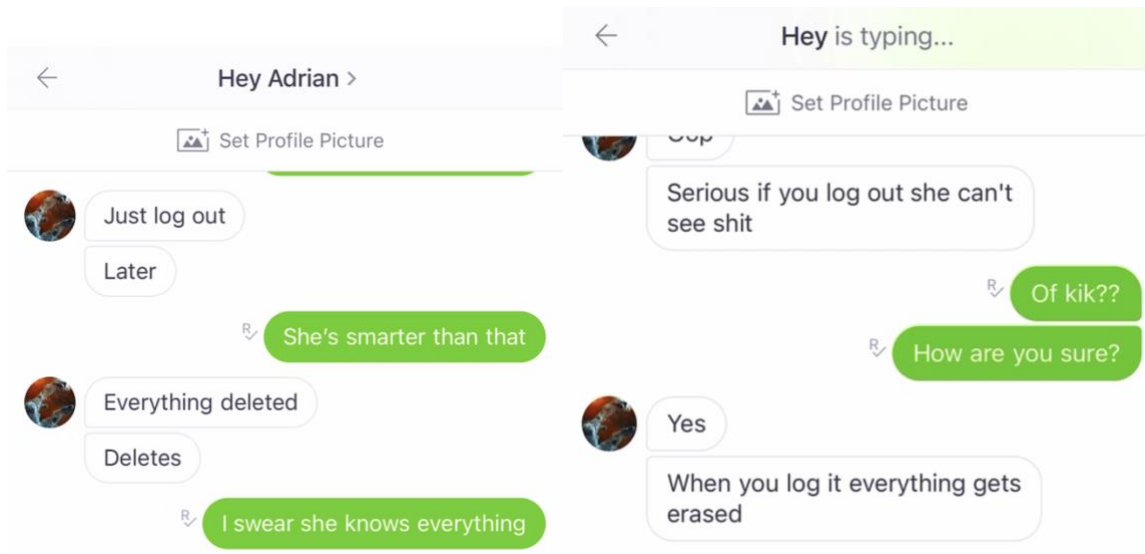 Hey Adrian >
Set Profile Picture
Just log out
Later
She's smarter than that
Everything deleted
Deletes
I swear she knows everything
Hey is typing...
Set Profile Picture
Serious if you log out she can't
see shit
Of kik??
How are you sure?
Yes
When you log it everything gets
erased